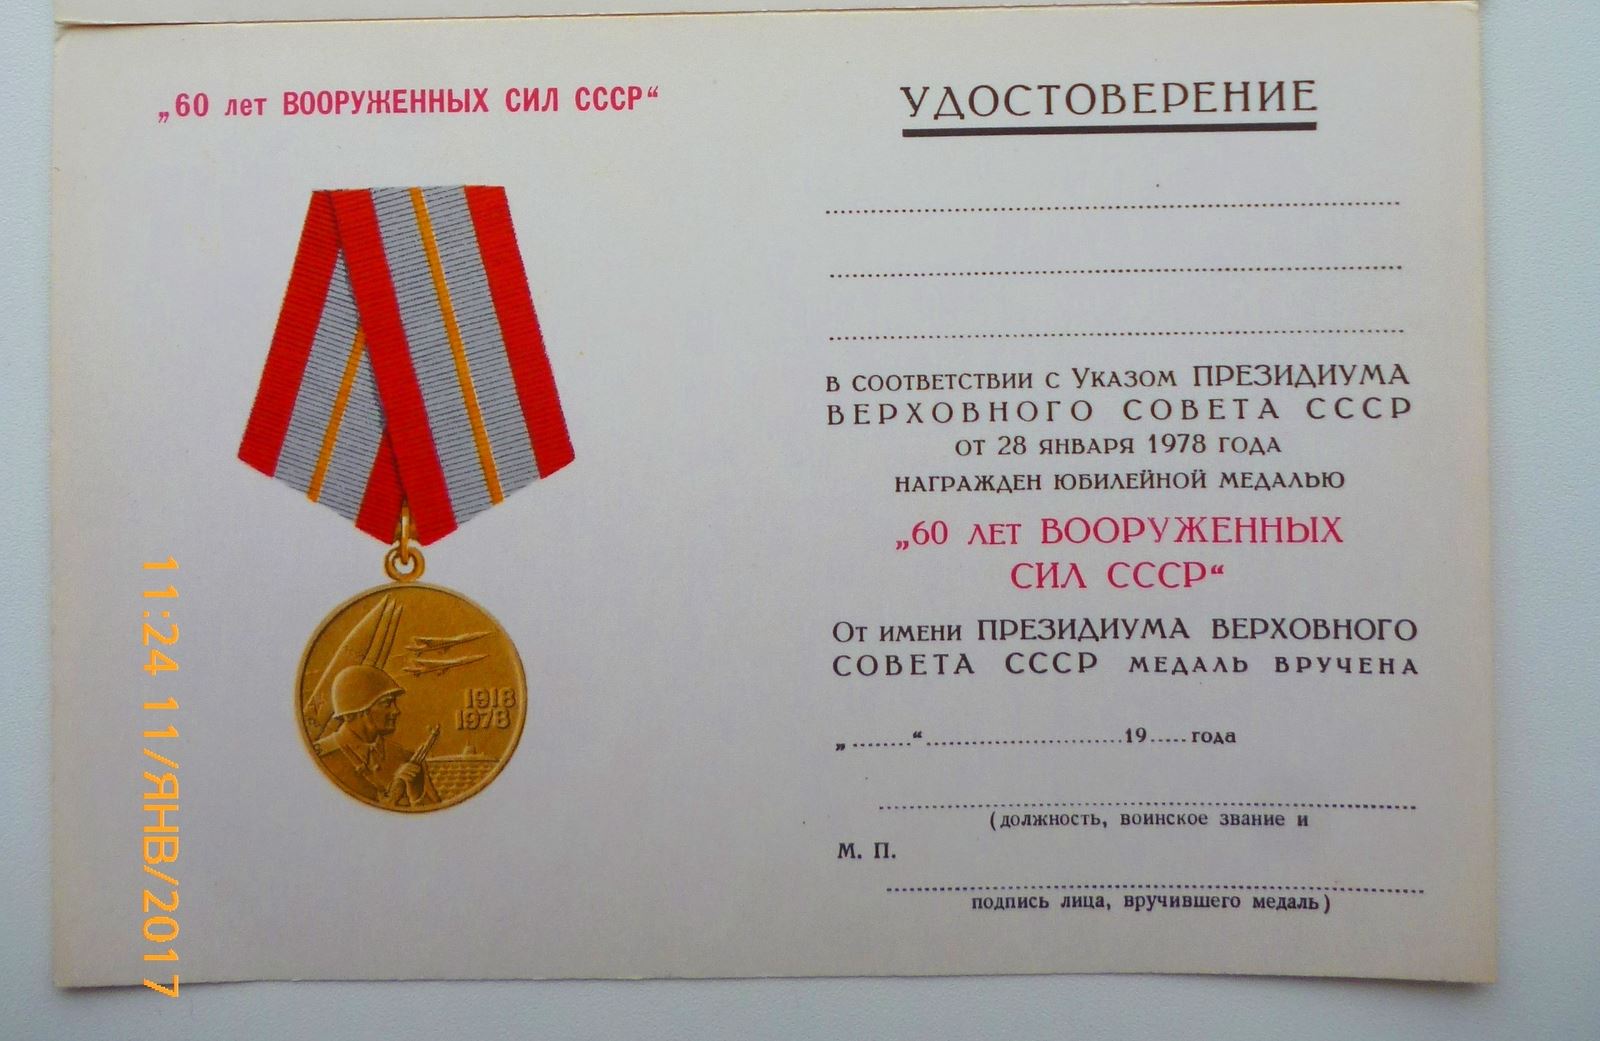 „60 лет ВООРУЖЕННЫХ СИЛ СССР“
1918
1978
УДОСТОВЕРЕНИЕ
В СООТВЕТСТВИИ С УКАЗОМ ПРЕЗИДИУМА
ВЕРХОВНОГО СОВЕТА СССР
ОТ 28 ЯНВАРЯ 1978 ГОДА
НАГРАЖДЕН ЮБИЛЕЙНОЙ МЕДАЛЬЮ
„60 ЛЕТ ВООРУЖЕННЫХ
СИЛ СССР“
ОТ ИМЕНИ ПРЕЗИДИУМА ВЕРХОВНОГО
СОВЕТА СССР МЕДАЛЬ ВРУЧЕНА
„.......“........................19.....года
(должность, воинское звание и
М. П.
подпись лица, вручившего медаль)
11:24 11/ЯНВ/2017